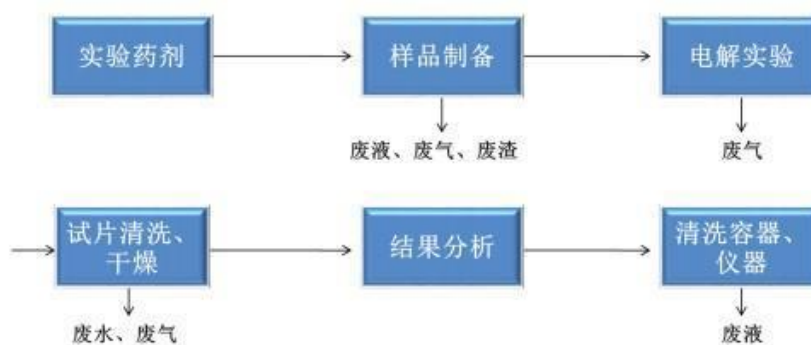 实验药剂
样品制备
电解实验
废液、废气、废渣
废气
试片清洗、
干燥
结果分析
清洗容器、
仪器
废水、废气
废液